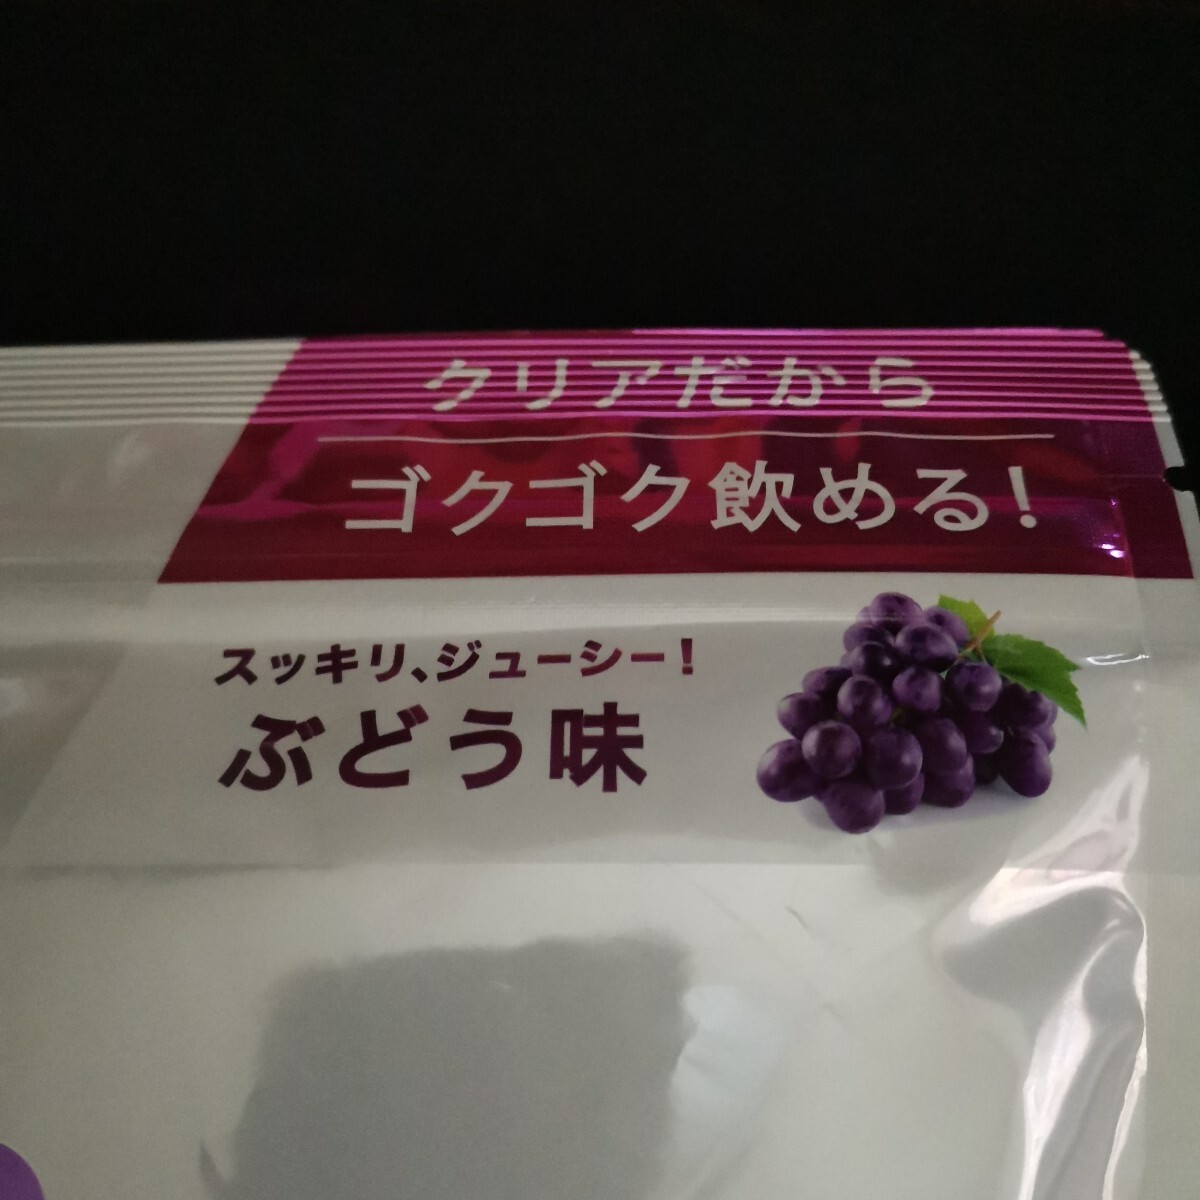 クリアだから
ゴクゴク飲める!
スッキリ、ジューシー!
ぶどう味